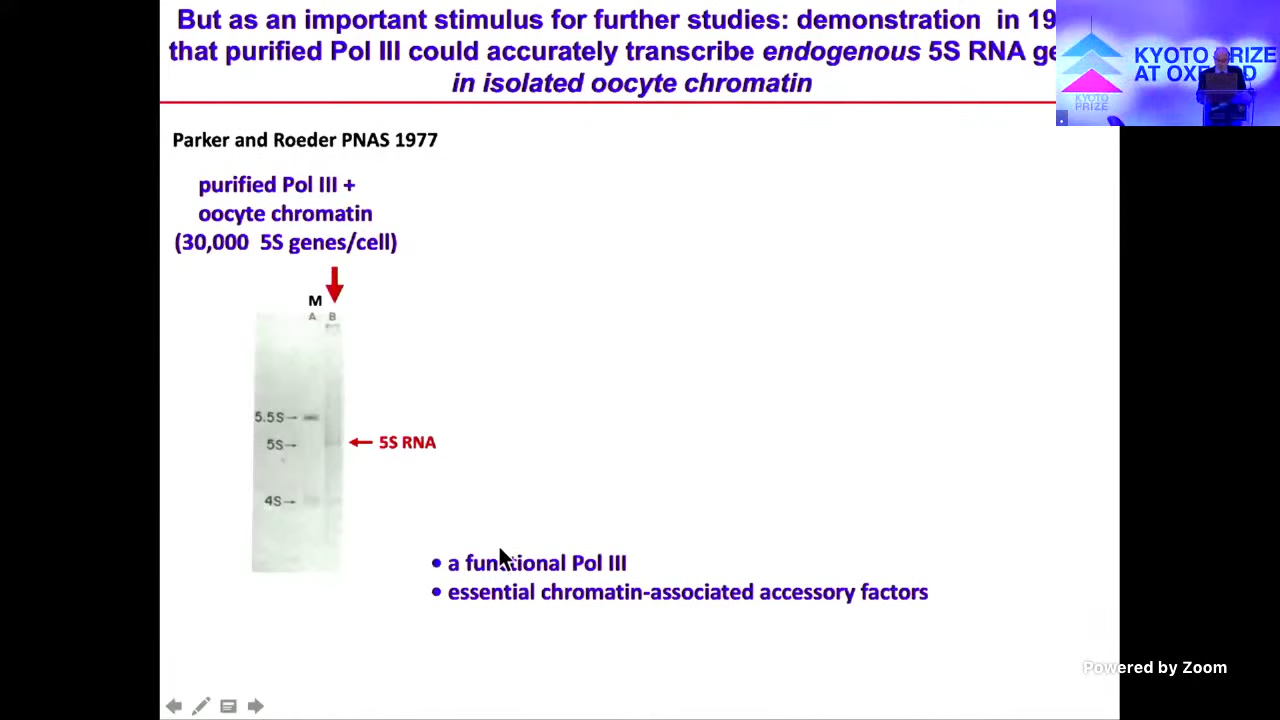 But as an important stimulus for further studies: demonstration in 19
that purified Pol III could accurately transcribe endogenous 5S RNA ge
in isolated oocyte chromatin
KYOTO PRIZE
AT OXFORD
KYOTO
PRIZE
Parker and Roeder PNAS 1977
purified Pol III +
oocyte chromatin
(30,000 5S genes/cell)
M
A B
5.5S→
5S→
← 5S RNA
4S→
• a functional Pol III
• essential chromatin-associated accessory factors
Powered by Zoom